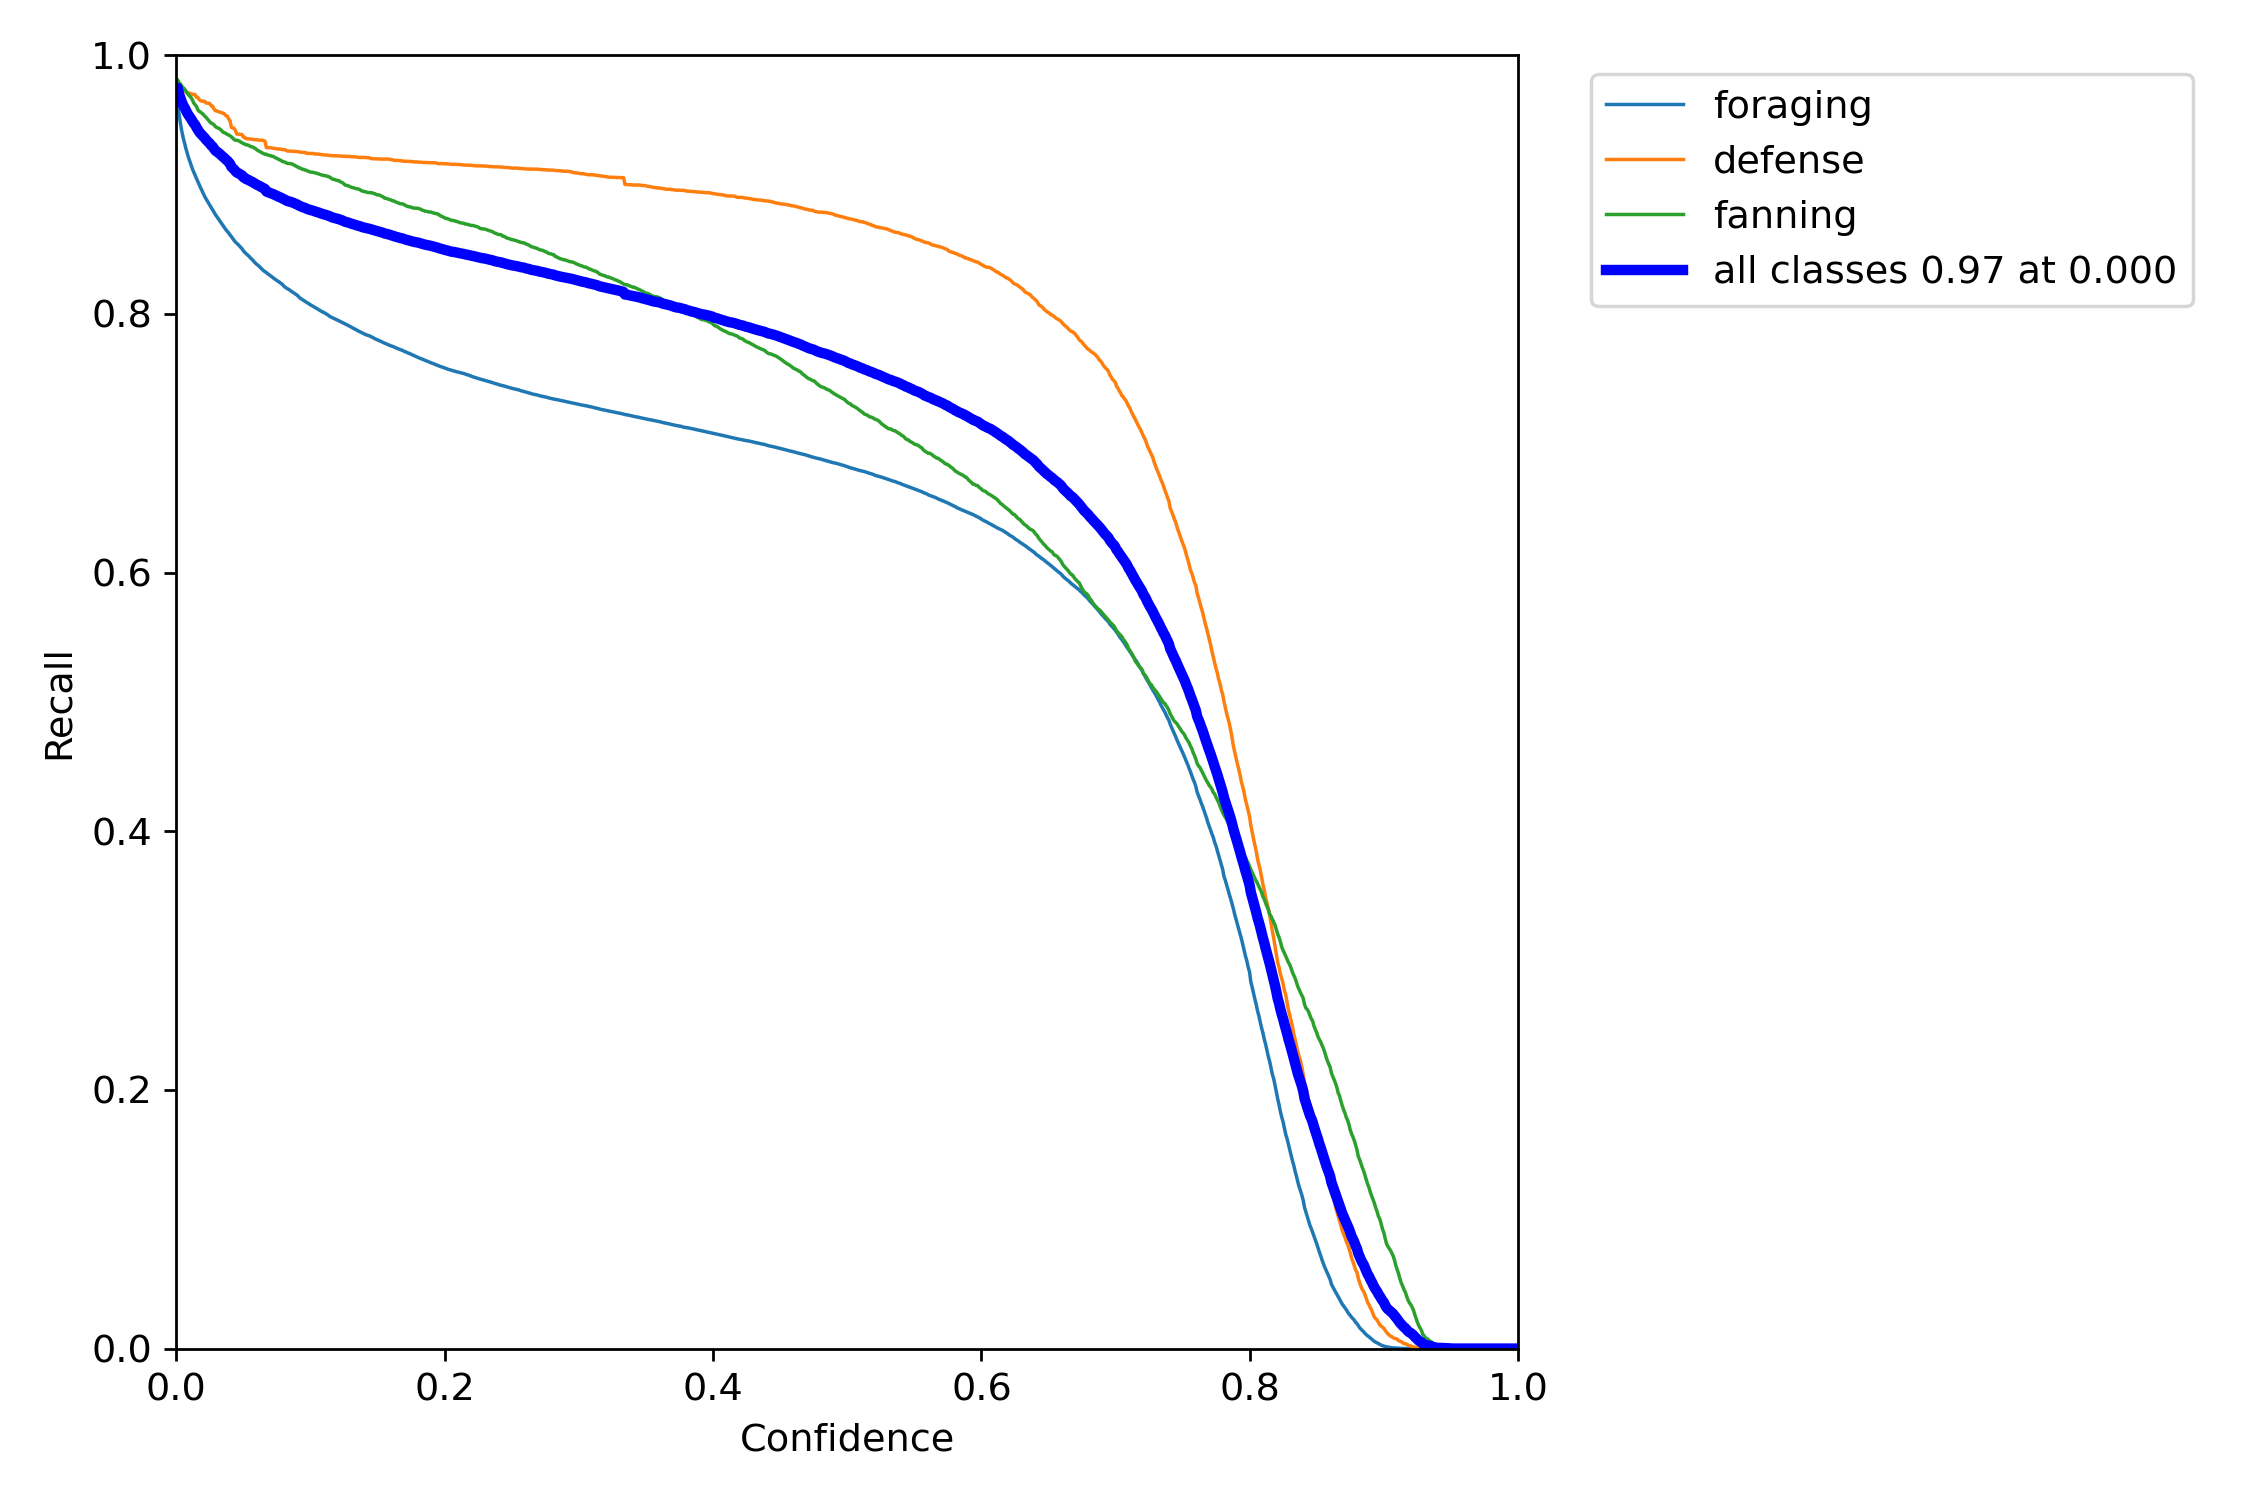 1.0
0.8
0.6
0.4
0.2
0.0
Recall
0.0 0.2 0.4 0.6 0.8 1.0
Confidence
foraging
defense
fanning
all classes 0.97 at 0.000